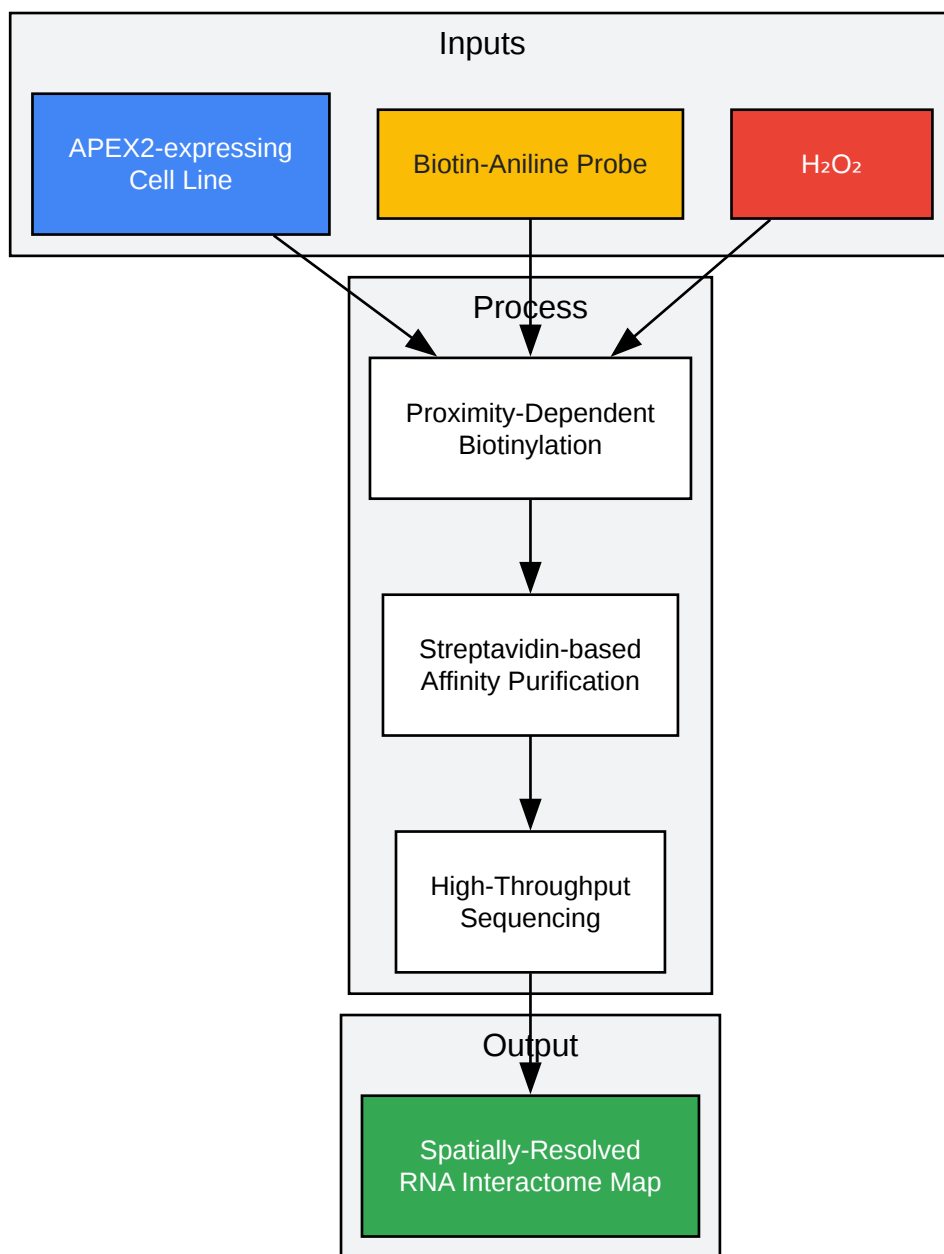 Inputs
APEX2-expressing
Cell Line
Biotin-Aniline Probe
H₂O₂
Process
Proximity-Dependent
Biotinylation
Streptavidin-based
Affinity Purification
High-Throughput
Sequencing
Output
Spatially-Resolved
RNA Interactome Map